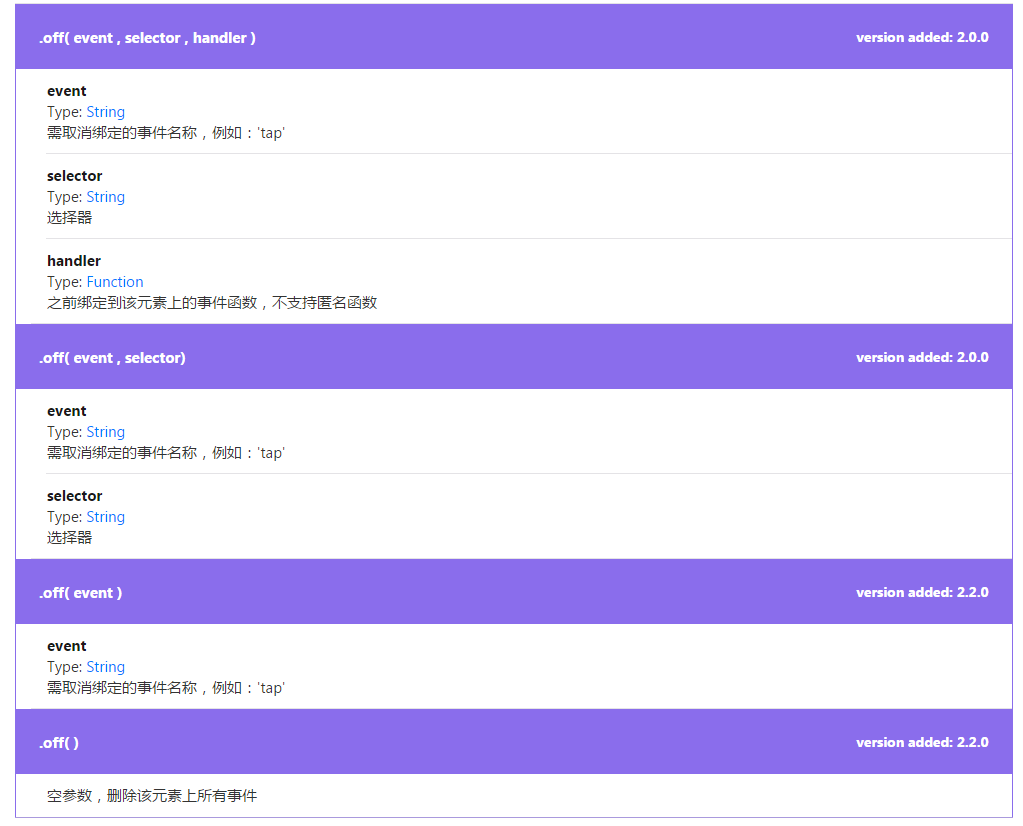 .off( event , selector , handler ) version added: 2.0.0
event
Type: String
需取消绑定的事件名称，例如：'tap'
selector
Type: String
选择器
handler
Type: Function
之前绑定到该元素上的事件函数，不支持匿名函数
.off( event , selector) version added: 2.0.0
event
Type: String
需取消绑定的事件名称，例如：'tap'
selector
Type: String
选择器
.off( event ) version added: 2.2.0
event
Type: String
需取消绑定的事件名称，例如：'tap'
.off( ) version added: 2.2.0
空参数，删除该元素上所有事件